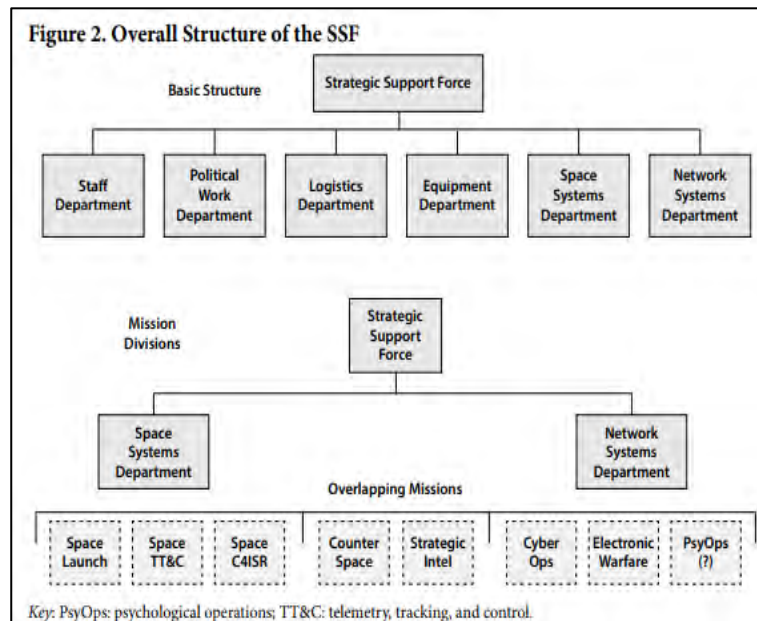 Figure 2. Overall Structure of the SSF
Basic Structure
Strategic Support Force
Staff
Department
Political
Work
Department
Logistics
Department
Equipment
Department
Space
Systems
Department
Network
Systems
Department
Mission
Divisions
Strategic
Support
Force
Space
Systems
Department
Network
Systems
Department
Overlapping Missions
Space
Launch
Space
TT&C
Space
C4ISR
Counter
Space
Strategic
Intel
Cyber
Ops
Electronic
Warfare
PsyOps
(?)
Key: PsyOps: psychological operations; TT&C: telemetry, tracking, and control.